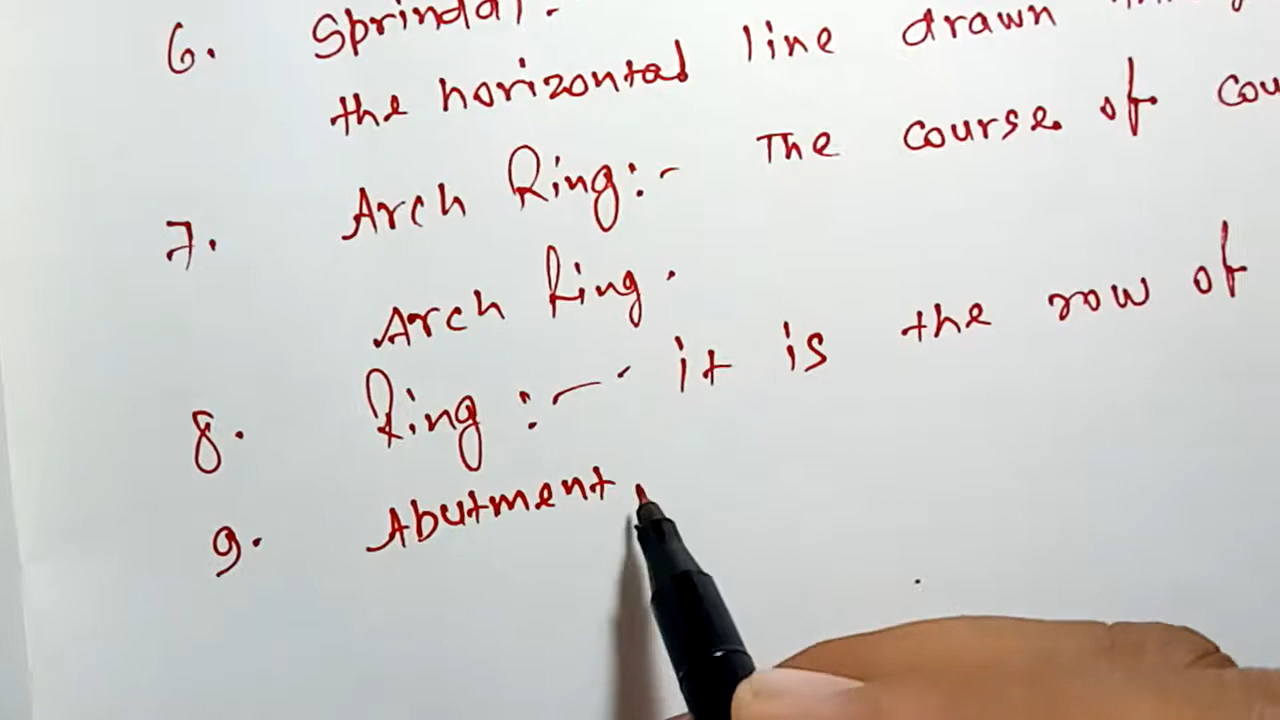 6. Sprindal:-
the horizontal line drawn
7. Arch Ring:- The course of
Arch Ring.
8. Ring:- it is the row of
9. Abutment